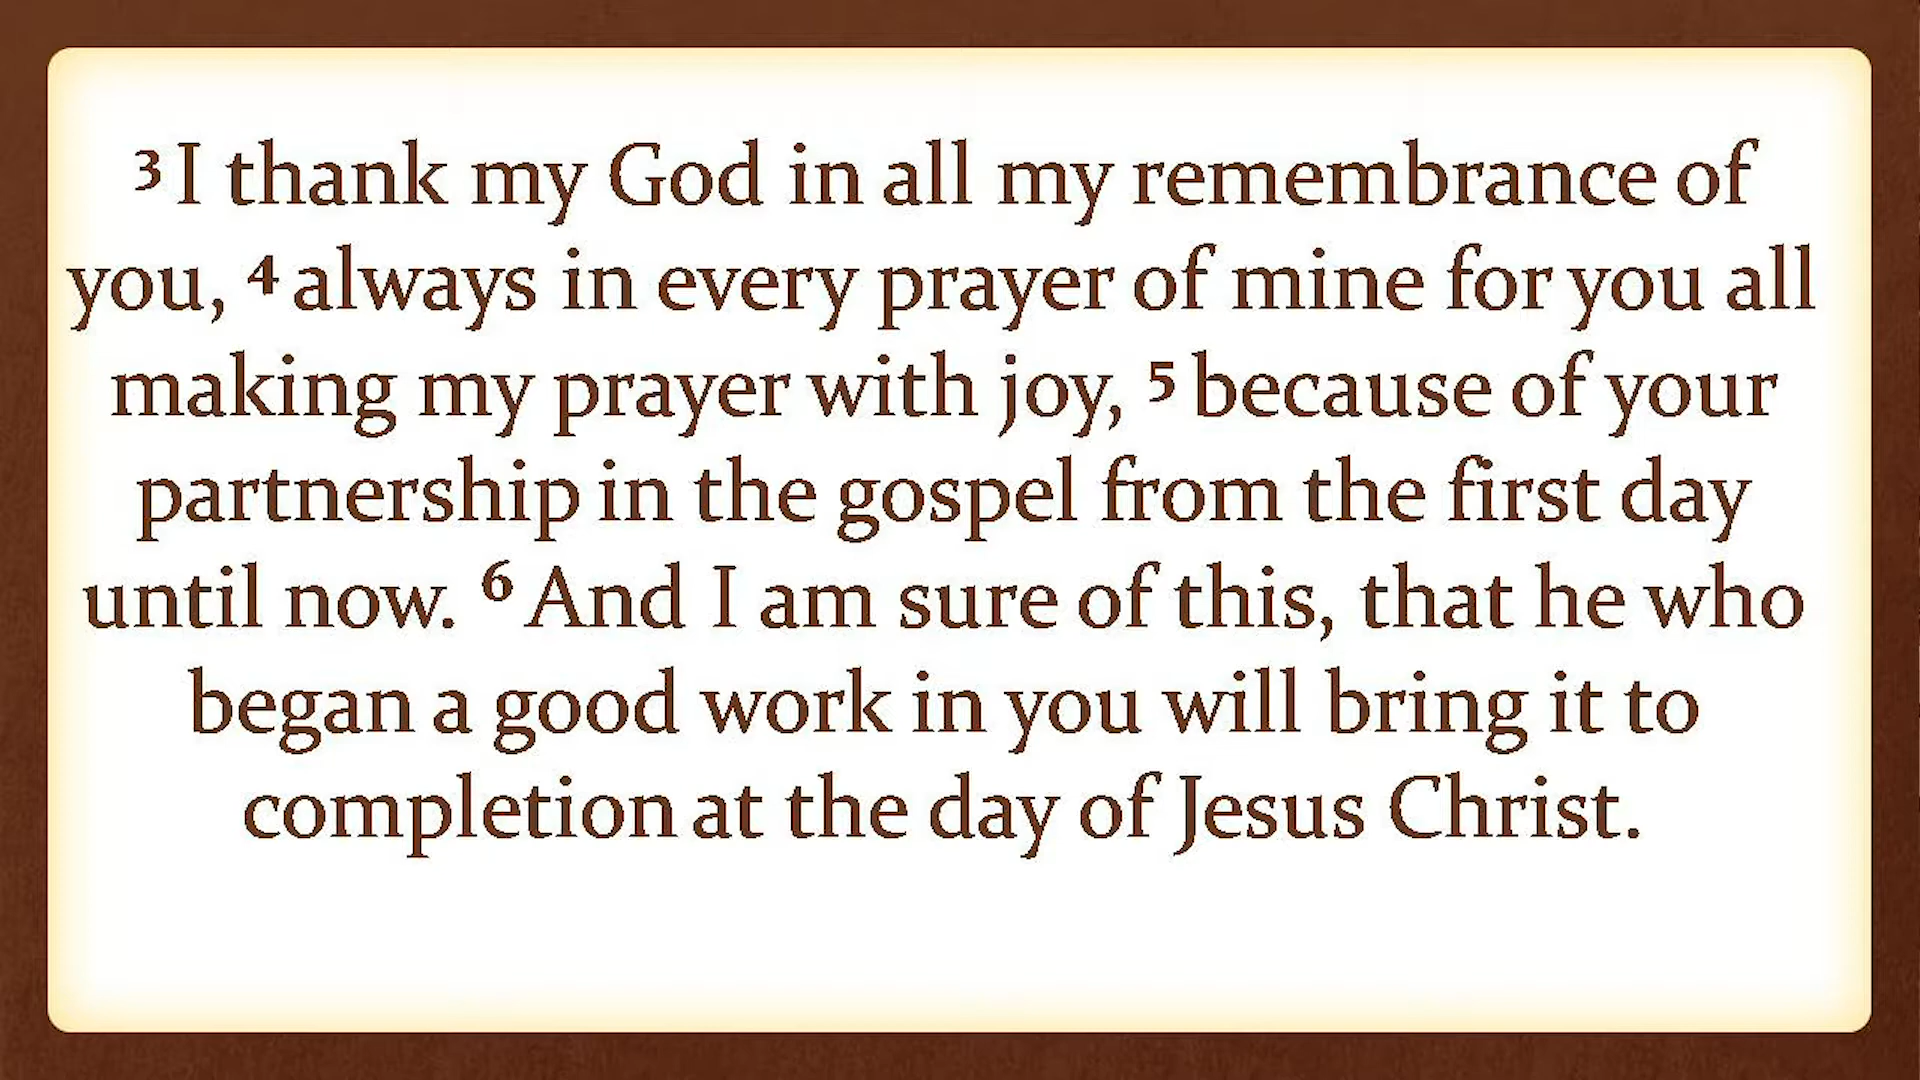 ³ I thank my God in all my remembrance of
you, ⁴ always in every prayer of mine for you all
making my prayer with joy, ⁵ because of your
partnership in the gospel from the first day
until now. ⁶ And I am sure of this, that he who
began a good work in you will bring it to
completion at the day of Jesus Christ.